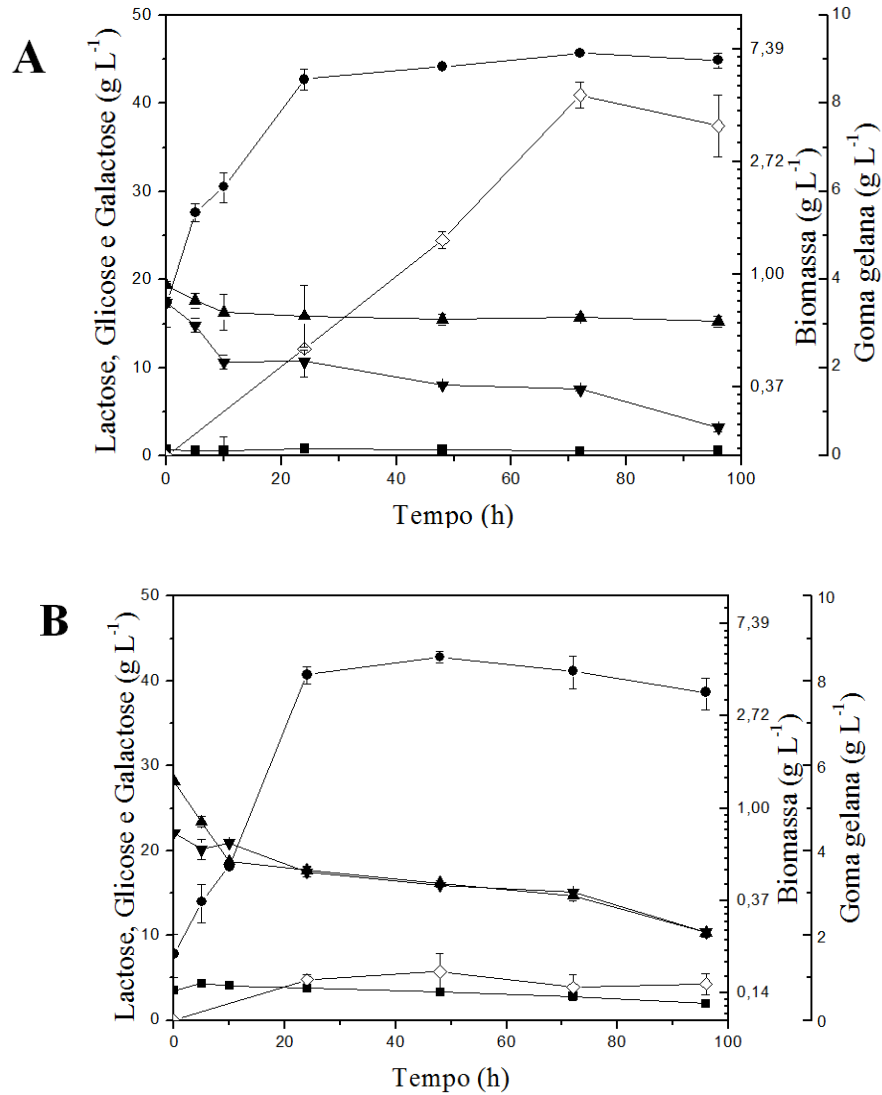 A
Lactose, Glicose e Galactose (g L⁻¹)
50
40
30
20
10
0
0 20 40 60 80 100
Tempo (h)
7,39
2,72
1,00
0,37
Biomassa (g L⁻¹)
10
8
6
4
2
0
Goma gelana (g L⁻¹)
B
Lactose, Glicose e Galactose (g L⁻¹)
50
40
30
20
10
0
0 20 40 60 80 100
Tempo (h)
7,39
2,72
1,00
0,37
0,14
Biomassa (g L⁻¹)
10
8
6
4
2
0
Goma gelana (g L⁻¹)